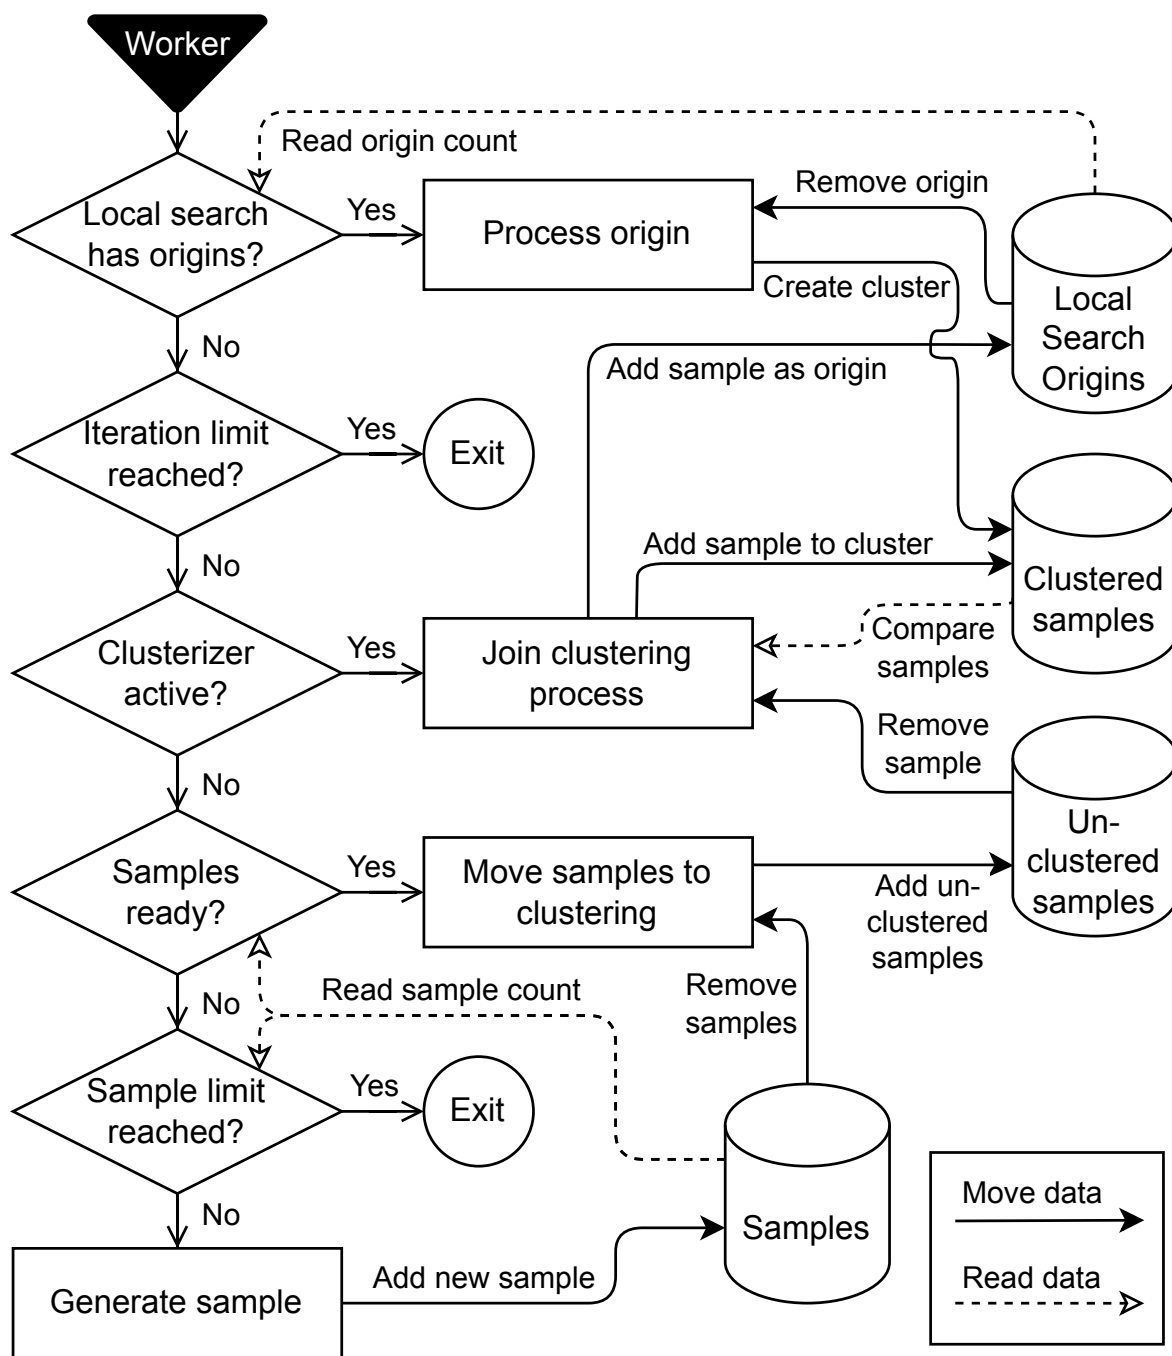 Worker
Read origin count
Remove origin
Local search
has origins?
Yes
Process origin
Create cluster
Local
Search
Origins
No
Add sample as origin
Iteration limit
reached?
Yes
Exit
No
Add sample to cluster
Clustered
samples
Clusterizer
active?
Yes
Join clustering
process
Compare
samples
Remove
sample
No
Un-
clustered
samples
Samples
ready?
Yes
Move samples to
clustering
Add un-
clustered
samples
No
Read sample count
Remove
samples
Sample limit
reached?
Yes
Exit
No
Samples
Move data
Read data
Generate sample
Add new sample